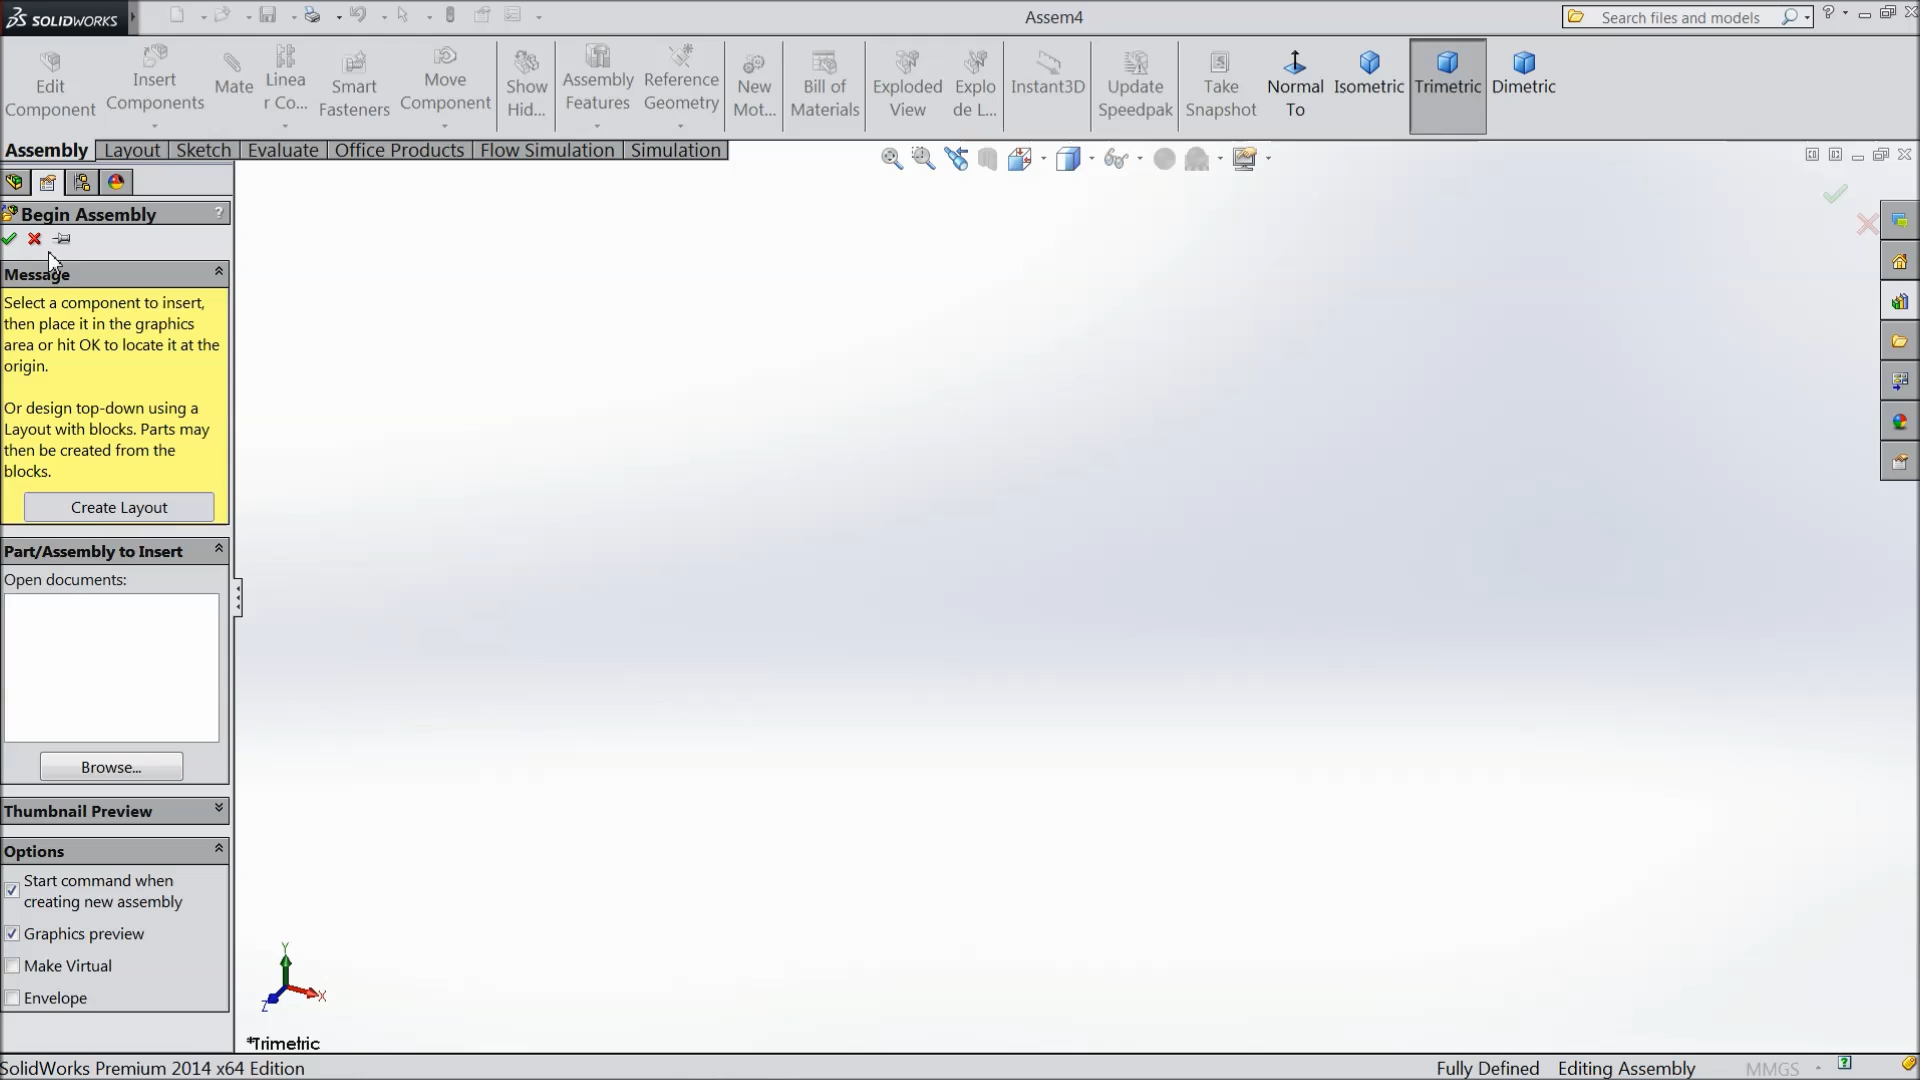 SOLIDWORKS
Assem4
Search files and models
Edit Component
Insert Components
Mate
Linea r Co...
Smart Fasteners
Move Component
Show Hid...
Assembly Features
Reference Geometry
New Mot...
Bill of Materials
Exploded View
Explo de L...
Instant3D
Update Speedpak
Take Snapshot
Normal To
Isometric
Trimetric
Dimetric
Assembly
Layout
Sketch
Evaluate
Office Products
Flow Simulation
Simulation
Begin Assembly
?
Message
Select a component to insert,
then place it in the graphics
area or hit OK to locate it at the
origin.
Or design top-down using a
Layout with blocks. Parts may
then be created from the
blocks.
Create Layout
Part/Assembly to Insert
Open documents:
Browse...
Thumbnail Preview
Options
Start command when
creating new assembly
Graphics preview
Make Virtual
Envelope
Y
X
Z
*Trimetric
SolidWorks Premium 2014 x64 Edition
Fully Defined
Editing Assembly
MMGS